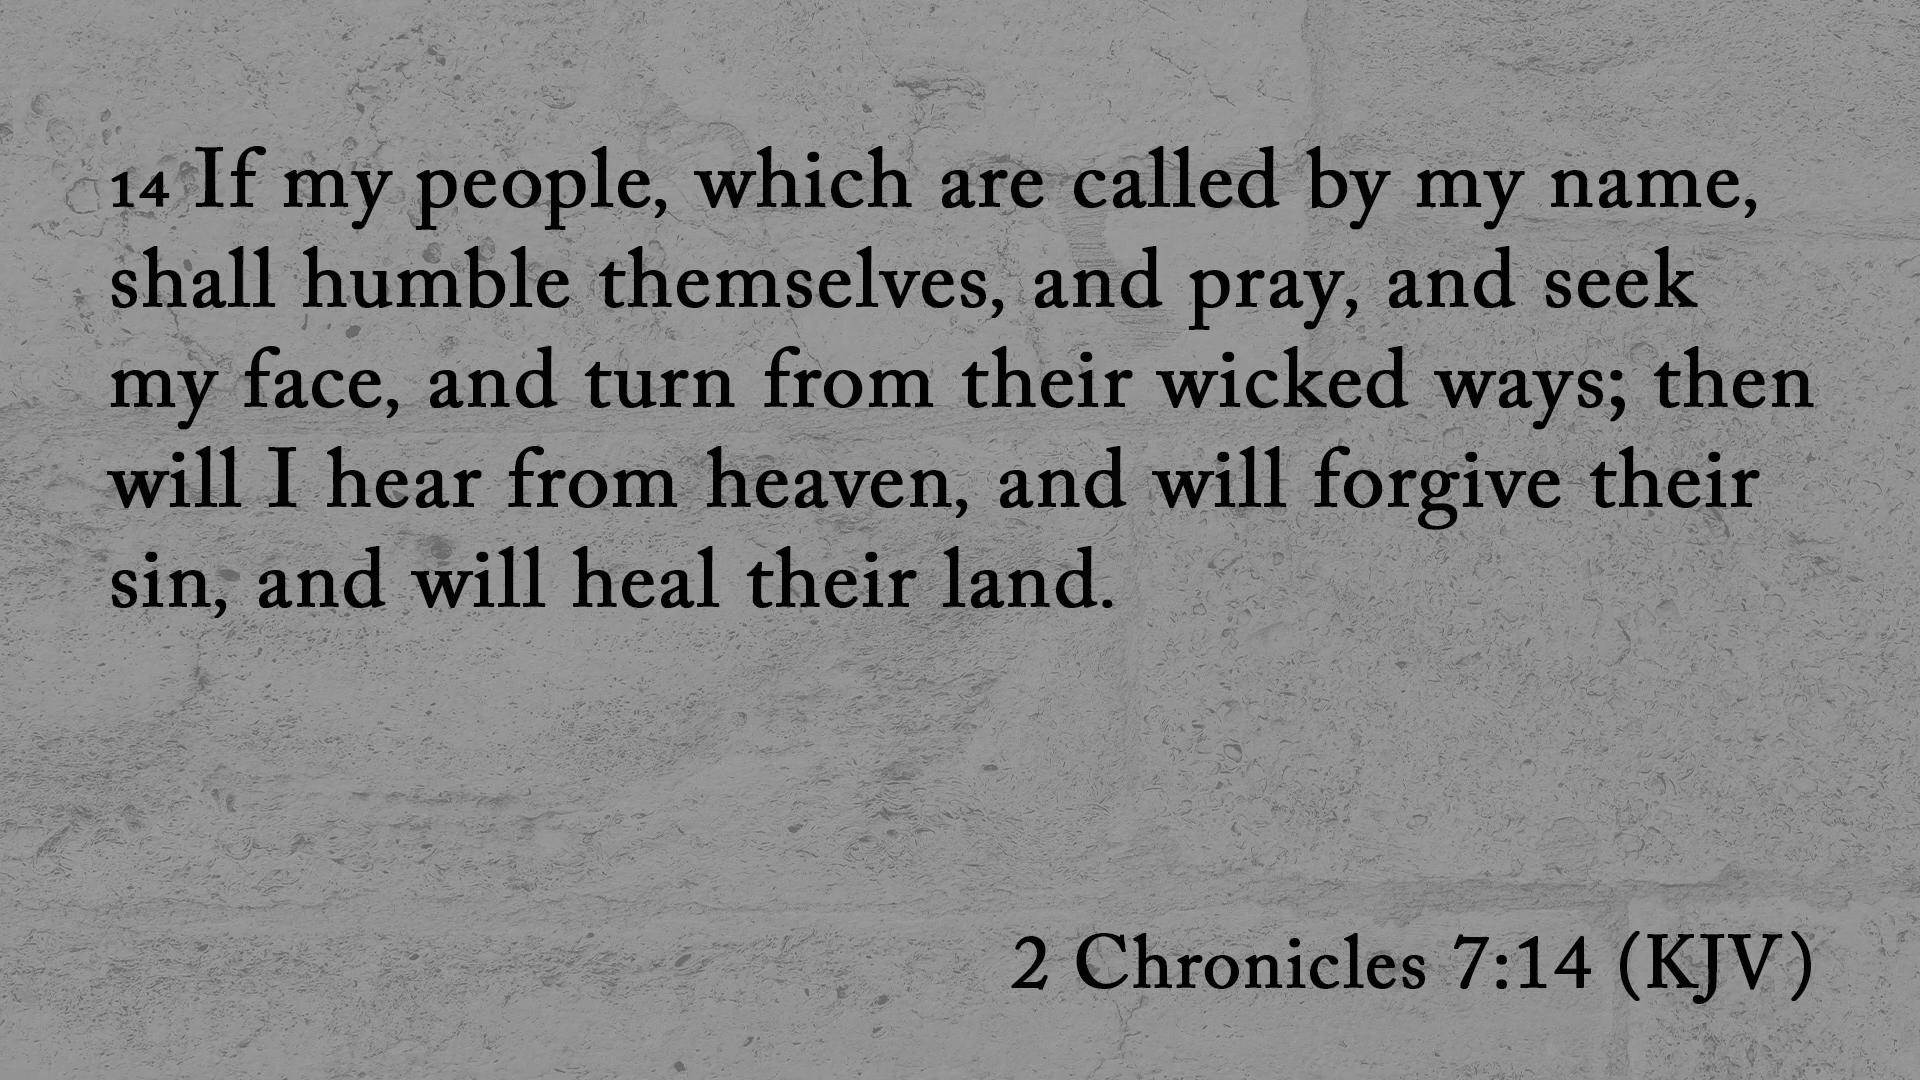 14 If my people, which are called by my name,
shall humble themselves, and pray, and seek
my face, and turn from their wicked ways; then
will I hear from heaven, and will forgive their
sin, and will heal their land.
2 Chronicles 7:14 (KJV)